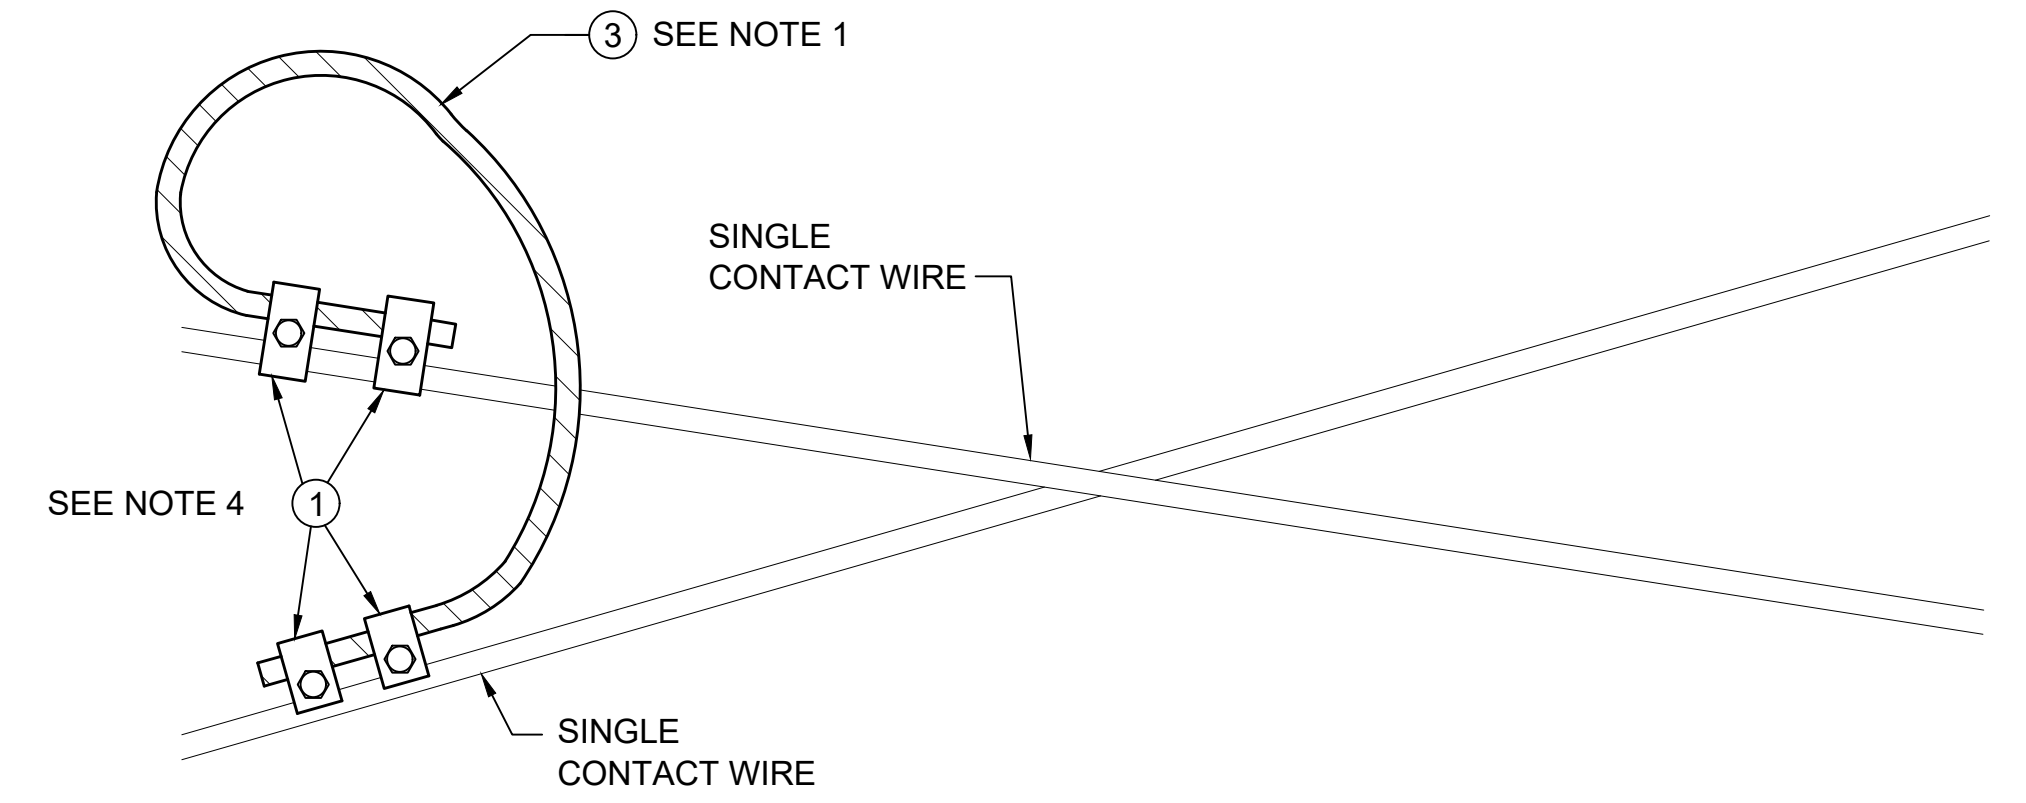 3 SEE NOTE 1
SINGLE
CONTACT WIRE
SEE NOTE 4 1
SINGLE
CONTACT WIRE